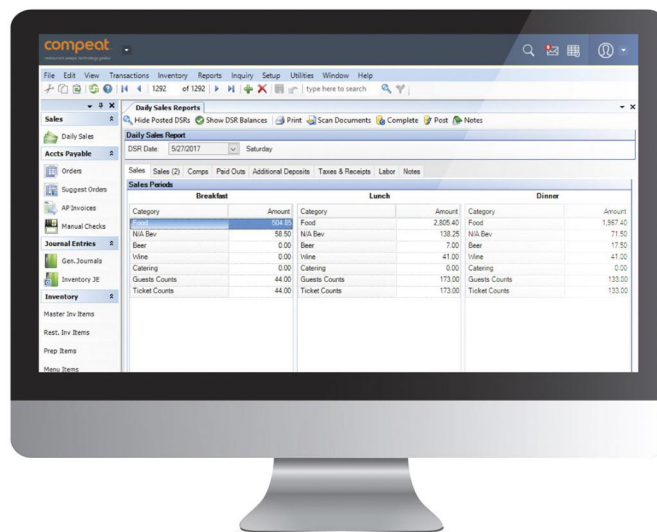 compeat
File Edit View Transactions Inventory Reports Inquiry Setup Utilities Window Help
1292 of 1292 type here to search
Daily Sales Reports
Sales
Hide Posted DSRs Show DSR Balances Print Scan Documents Complete Post Notes
Daily Sales
Daily Sales Report
DSR Date: 5/27/2017 Saturday
Accts Payable
Orders
Sales Sales (2) Comps Paid Outs Additional Deposits Taxes & Receipts Labor Notes
Suggest Orders
Sales Periods
Breakfast Lunch Dinner
AP Invoices
Category Amount Category Amount Category Amount
Manual Checks
Food 504.85 Food 2,805.40 Food 1,967.40
N/A Bev 58.50 N/A Bev 138.25 N/A Bev 71.50
Journal Entries
Beer 0.00 Beer 7.00 Beer 17.50
Wine 0.00 Wine 41.00 Wine 41.00
Gen. Journals
Catering 0.00 Catering 0.00 Catering 0.00
Guests Counts 44.00 Guests Counts 173.00 Guests Counts 133.00
Inventory JE
Ticket Counts 44.00 Ticket Counts 173.00 Ticket Counts 133.00
Inventory
Master Inv Items
Rest. Inv Items
Prep Items
Menu Items